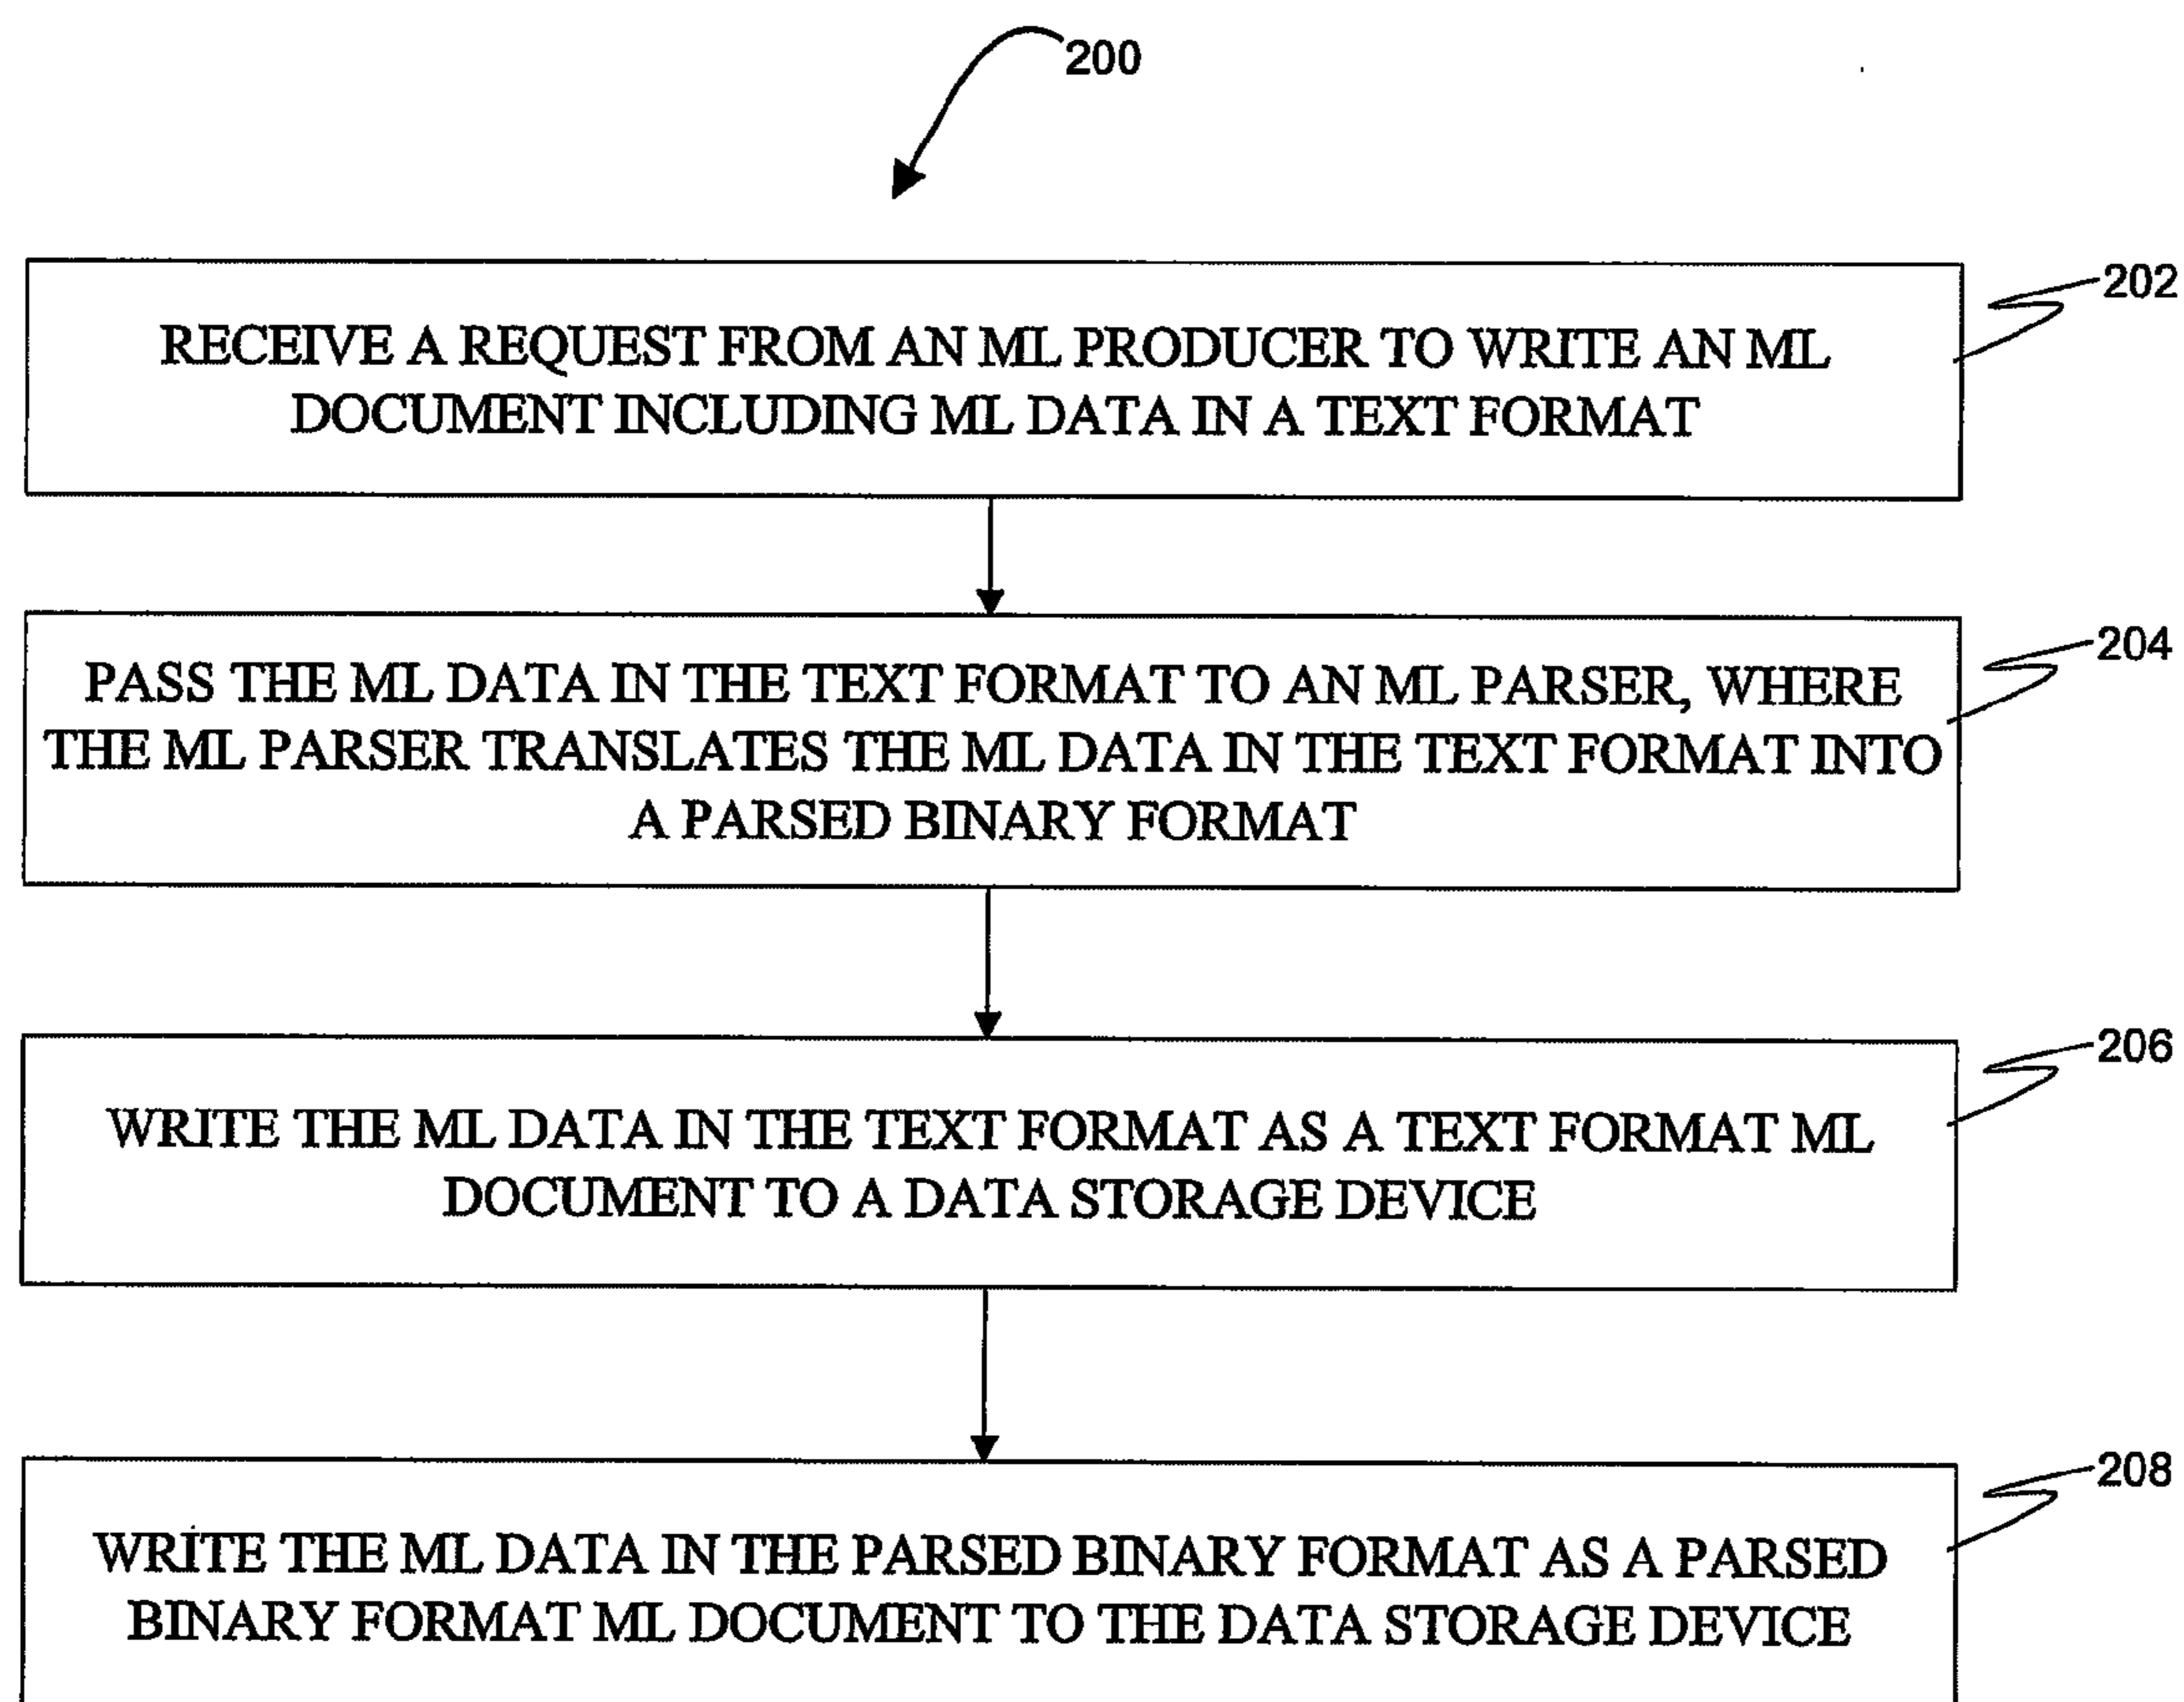 200
202
RECEIVE A REQUEST FROM AN ML PRODUCER TO WRITE AN ML
DOCUMENT INCLUDING ML DATA IN A TEXT FORMAT
204
PASS THE ML DATA IN THE TEXT FORMAT TO AN ML PARSER, WHERE
THE ML PARSER TRANSLATES THE ML DATA IN THE TEXT FORMAT INTO
A PARSED BINARY FORMAT
206
WRITE THE ML DATA IN THE TEXT FORMAT AS A TEXT FORMAT ML
DOCUMENT TO A DATA STORAGE DEVICE
208
WRITE THE ML DATA IN THE PARSED BINARY FORMAT AS A PARSED
BINARY FORMAT ML DOCUMENT TO THE DATA STORAGE DEVICE